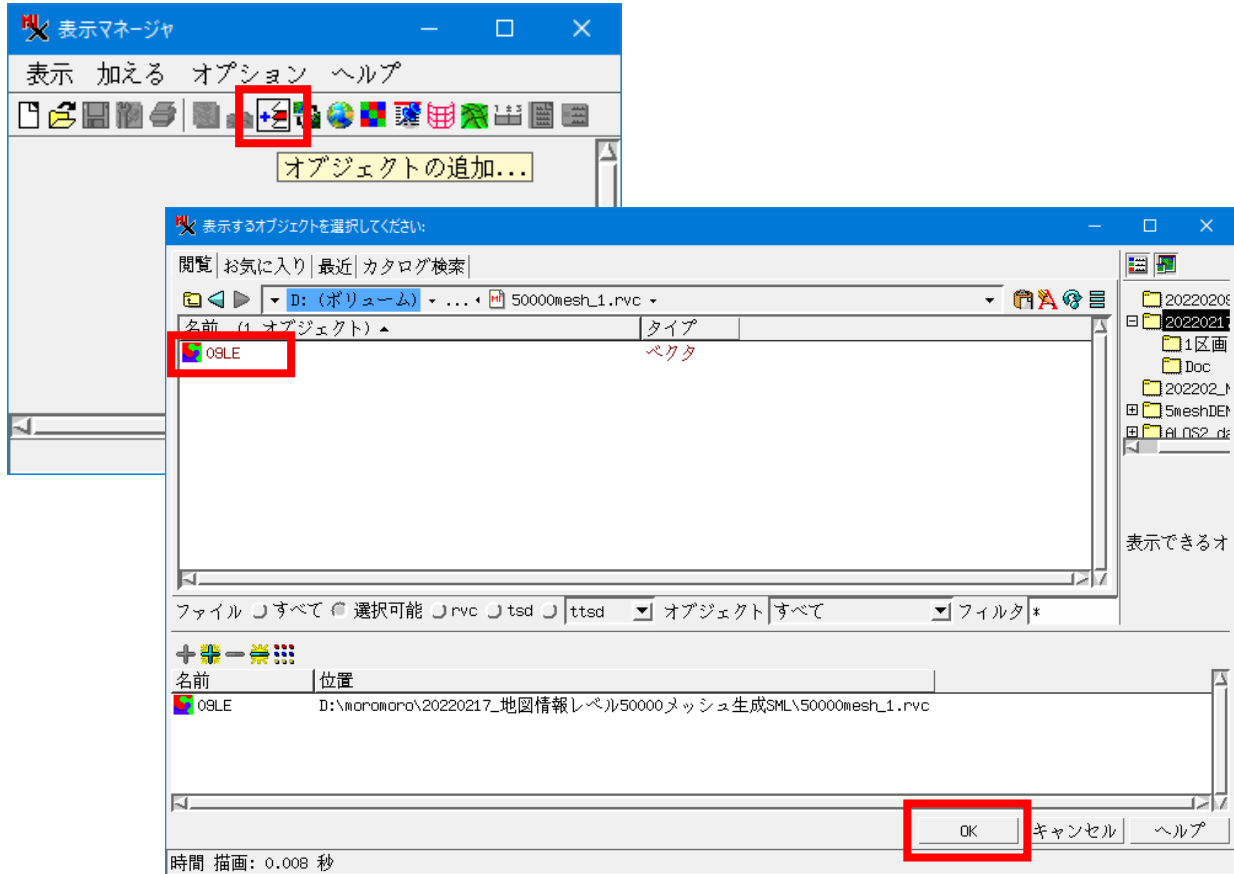 表示マネージャ
表示 加える オプション ヘルプ
オブジェクトの追加...
表示するオブジェクトを選択してください:
閲覧 お気に入り 最近 カタログ検索
D: (ボリューム) ... 50000mesh_1.rvc
名前 (1 オブジェクト) タイプ
09LE ベクタ
20220209
20220217
1区画
Doc
202202_
5meshDEM
ALOS2_da
表示できるオ
ファイル すべて 選択可能 rvc tsd ttsd オブジェクト すべて フィルタ *
名前 位置
09LE D:\moromoro\20220217_地図情報レベル50000メッシュ生成SML\50000mesh_1.rvc
OK キャンセル ヘルプ
時間 描画: 0.008 秒